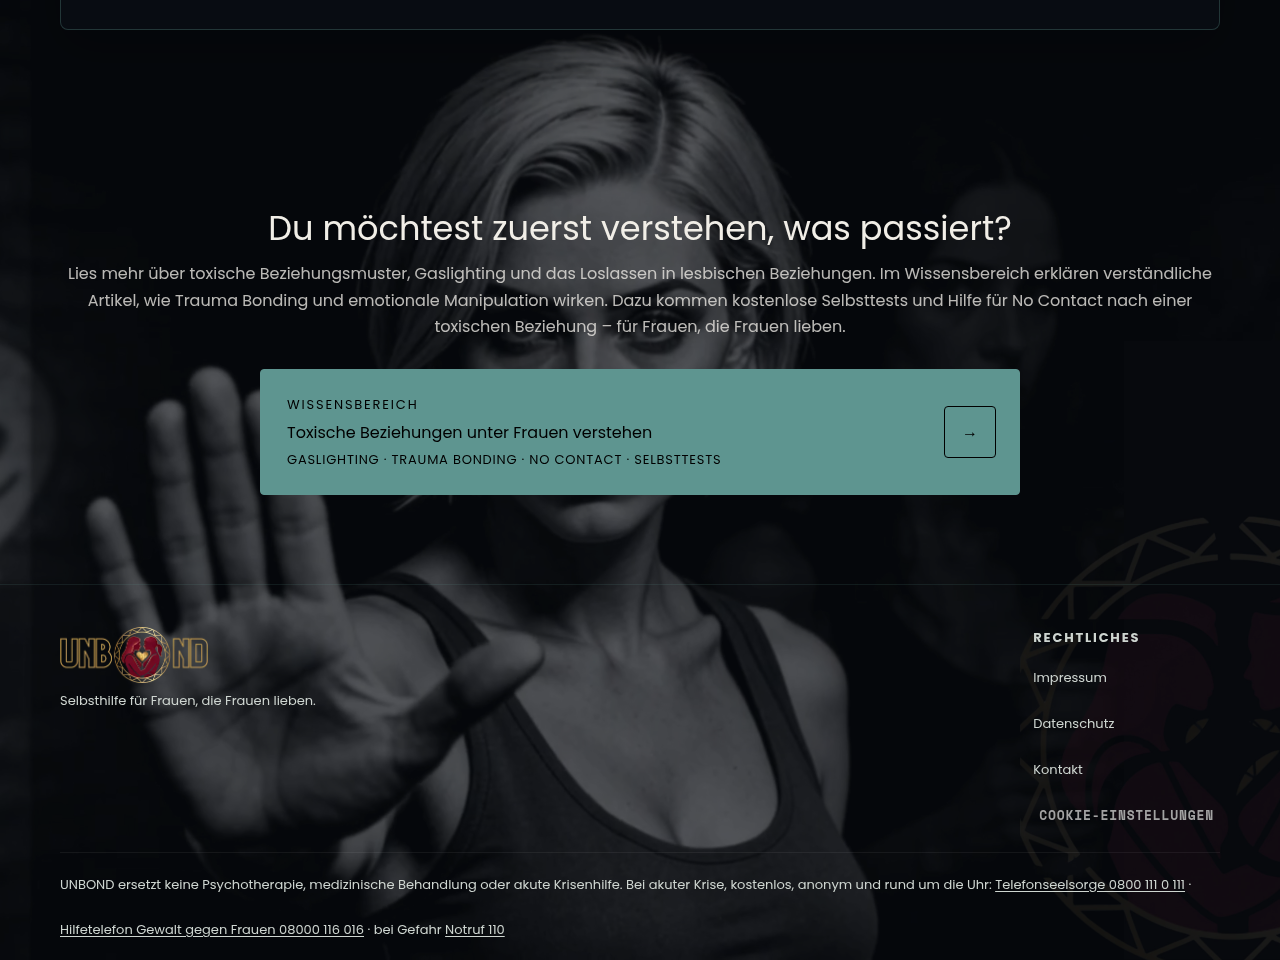 Du möchtest zuerst verstehen, was passiert?
Lies mehr über toxische Beziehungsmuster, Gaslighting und das Loslassen in lesbischen Beziehungen. Im Wissensbereich erklären verständliche
Artikel, wie Trauma Bonding und emotionale Manipulation wirken. Dazu kommen kostenlose Selbsttests und Hilfe für No Contact nach einer
toxischen Beziehung – für Frauen, die Frauen lieben.
WISSENSBEREICH
Toxische Beziehungen unter Frauen verstehen
GASLIGHTING · TRAUMA BONDING · NO CONTACT · SELBSTTESTS
→
UNBOND
Selbsthilfe für Frauen, die Frauen lieben.
RECHTLICHES
Impressum
Datenschutz
Kontakt
COOKIE-EINSTELLUNGEN
UNBOND ersetzt keine Psychotherapie, medizinische Behandlung oder akute Krisenhilfe. Bei akuter Krise, kostenlos, anonym und rund um die Uhr: Telefonseelsorge 0800 111 0 111 ·
Hilfetelefon Gewalt gegen Frauen 08000 116 016 · bei Gefahr Notruf 110